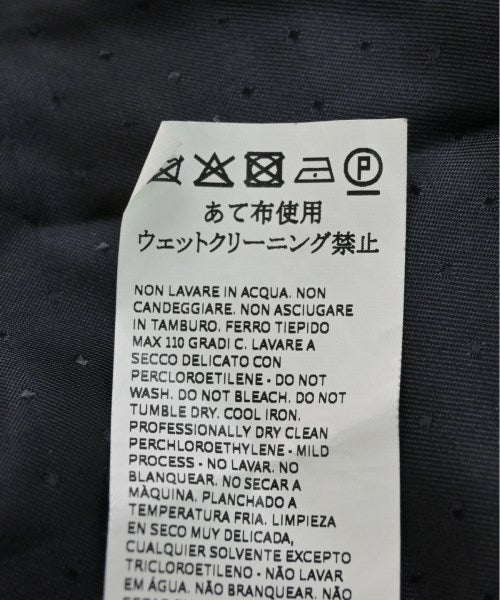 P
あて布使用
ウェットクリーニング禁止
NON LAVARE IN ACQUA. NON
CANDEGGIARE. NON ASCIUGARE
IN TAMBURO. FERRO TIEPIDO
MAX 110 GRADI C. LAVARE A
SECCO DELICATO CON
PERCLOROETILENE - DO NOT
WASH. DO NOT BLEACH. DO NOT
TUMBLE DRY. COOL IRON.
PROFESSIONALLY DRY CLEAN
PERCHLOROETHYLENE - MILD
PROCESS - NO LAVAR. NO
BLANQUEAR. NO SECAR A
MÀQUINA. PLANCHADO A
TEMPERATURA FRIA. LIMPIEZA
EN SECO MUY DELICADA,
CUALQUIER SOLVENTE EXCEPTO
TRICLOROETILENO - NÃO LAVAR
EM ÁGUA. NÃO BRANQUEAR. NÃO